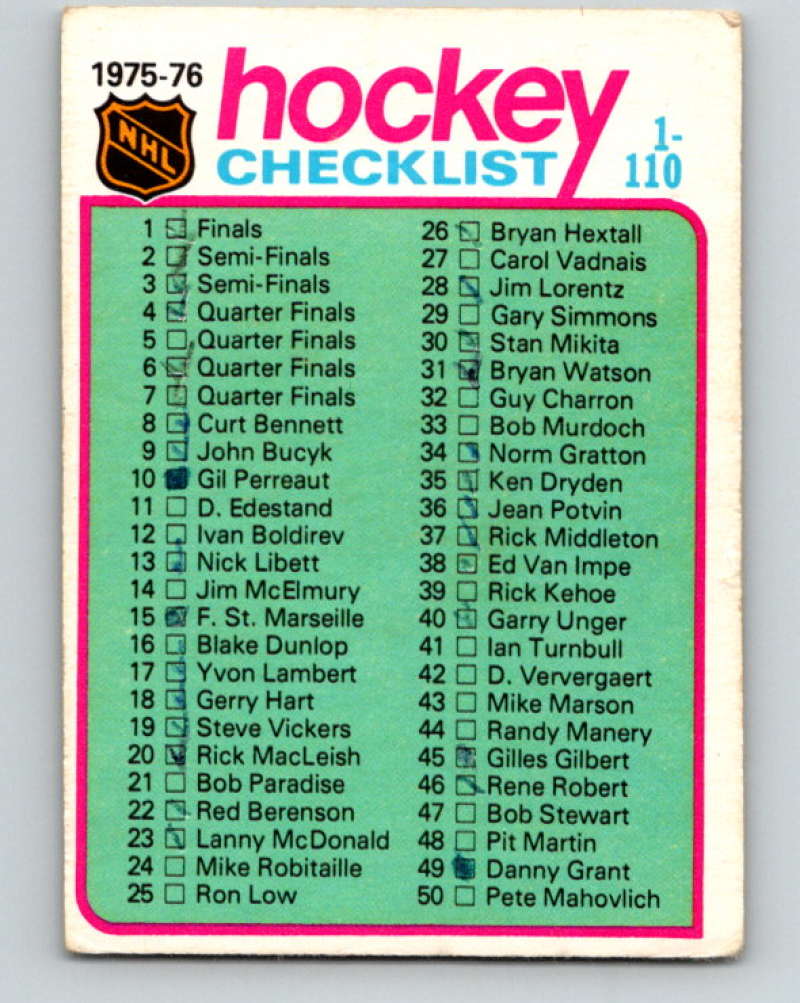 1975-76
hockey
NHL
CHECKLIST
1-
110
1 Finals
2 Semi-Finals
3 Semi-Finals
4 Quarter Finals
5 Quarter Finals
6 Quarter Finals
7 Quarter Finals
8 Curt Bennett
9 John Bucyk
10 Gil Perreaut
11 D. Edestand
12 Ivan Boldirev
13 Nick Libett
14 Jim McElmury
15 F. St. Marseille
16 Blake Dunlop
17 Yvon Lambert
18 Gerry Hart
19 Steve Vickers
20 Rick MacLeish
21 Bob Paradise
22 Red Berenson
23 Lanny McDonald
24 Mike Robitaille
25 Ron Low
26 Bryan Hextall
27 Carol Vadnais
28 Jim Lorentz
29 Gary Simmons
30 Stan Mikita
31 Bryan Watson
32 Guy Charron
33 Bob Murdoch
34 Norm Gratton
35 Ken Dryden
36 Jean Potvin
37 Rick Middleton
38 Ed Van Impe
39 Rick Kehoe
40 Garry Unger
41 Ian Turnbull
42 D. Ververgaert
43 Mike Marson
44 Randy Manery
45 Gilles Gilbert
46 Rene Robert
47 Bob Stewart
48 Pit Martin
49 Danny Grant
50 Pete Mahovlich